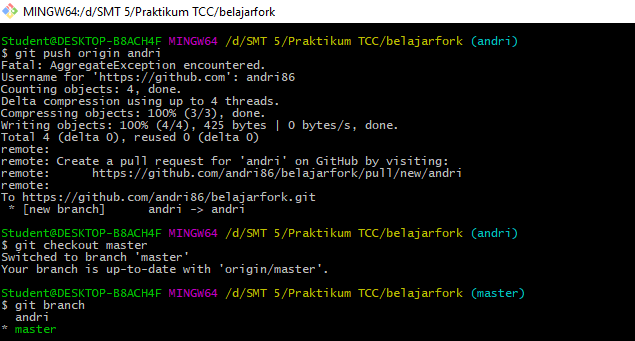 MINGW64:/d/SMT 5/Praktikum TCC/belajarfork
Student@DESKTOP-B8ACH4F MINGW64 /d/SMT 5/Praktikum TCC/belajarfork (andri)
$ git push origin andri
Fatal: AggregateException encountered.
Username for 'https://github.com': andri86
Counting objects: 4, done.
Delta compression using up to 4 threads.
Compressing objects: 100% (3/3), done.
Writing objects: 100% (4/4), 425 bytes | 0 bytes/s, done.
Total 4 (delta 0), reused 0 (delta 0)
remote:
remote: Create a pull request for 'andri' on GitHub by visiting:
remote:      https://github.com/andri86/belajarfork/pull/new/andri
remote:
To https://github.com/andri86/belajarfork.git
 * [new branch]      andri -> andri
Student@DESKTOP-B8ACH4F MINGW64 /d/SMT 5/Praktikum TCC/belajarfork (andri)
$ git checkout master
Switched to branch 'master'
Your branch is up-to-date with 'origin/master'.
Student@DESKTOP-B8ACH4F MINGW64 /d/SMT 5/Praktikum TCC/belajarfork (master)
$ git branch
  andri
* master